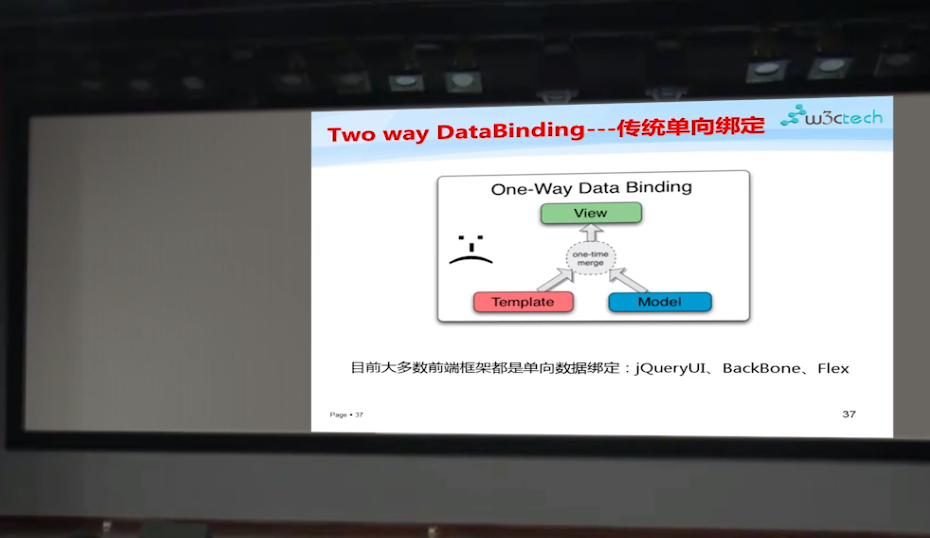 Two way DataBinding---传统单向绑定
w3ctech
One-Way Data Binding
View
one-time
merge
Template
Model
目前大多数前端框架都是单向数据绑定：jQueryUI、BackBone、Flex
Page • 37
37